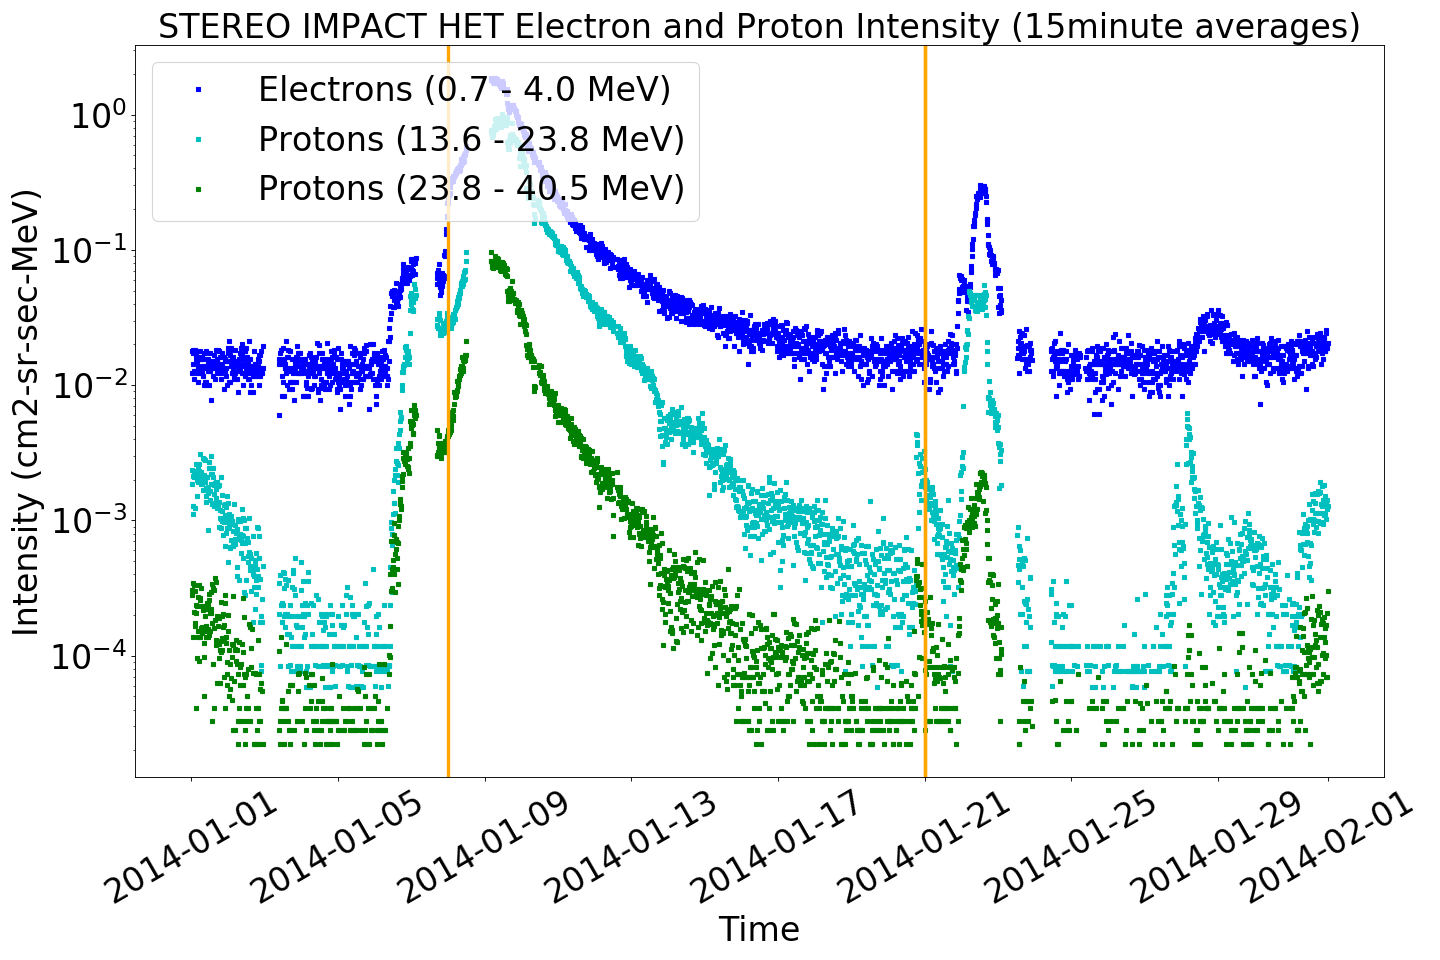 STEREO IMPACT HET Electron and Proton Intensity (15minute averages)
Electrons (0.7 - 4.0 MeV)
Protons (13.6 - 23.8 MeV)
Protons (23.8 - 40.5 MeV)
Intensity (cm2-sr-sec-MeV)
10⁰
10⁻¹
10⁻²
10⁻³
10⁻⁴
2014-01-01
2014-01-05
2014-01-09
2014-01-13
2014-01-17
2014-01-21
2014-01-25
2014-01-29
2014-02-01
Time